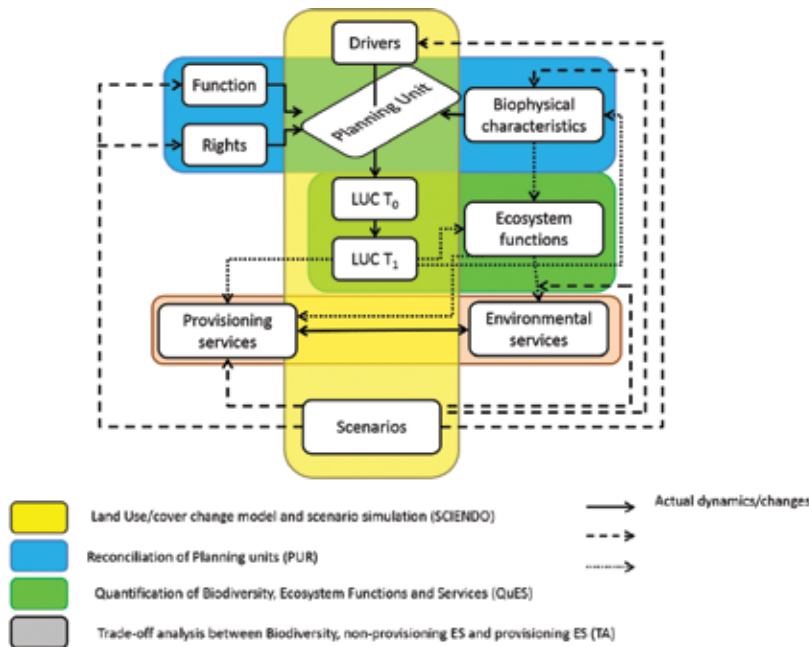 Drivers
Function
Planning Unit
Biophysical
characteristics
Rights
LUC T0
Ecosystem
functions
LUC T1
Provisioning
services
Environmental
services
Scenarios
Actual dynamics/changes
Land Use/cover change model and scenario simulation (SCIENDO)
Reconciliation of Planning units (PUR)
Quantification of Biodiversity, Ecosystem Functions and Services (QuES)
Trade-off analysis between Biodiversity, non-provisioning ES and provisioning ES (TA)